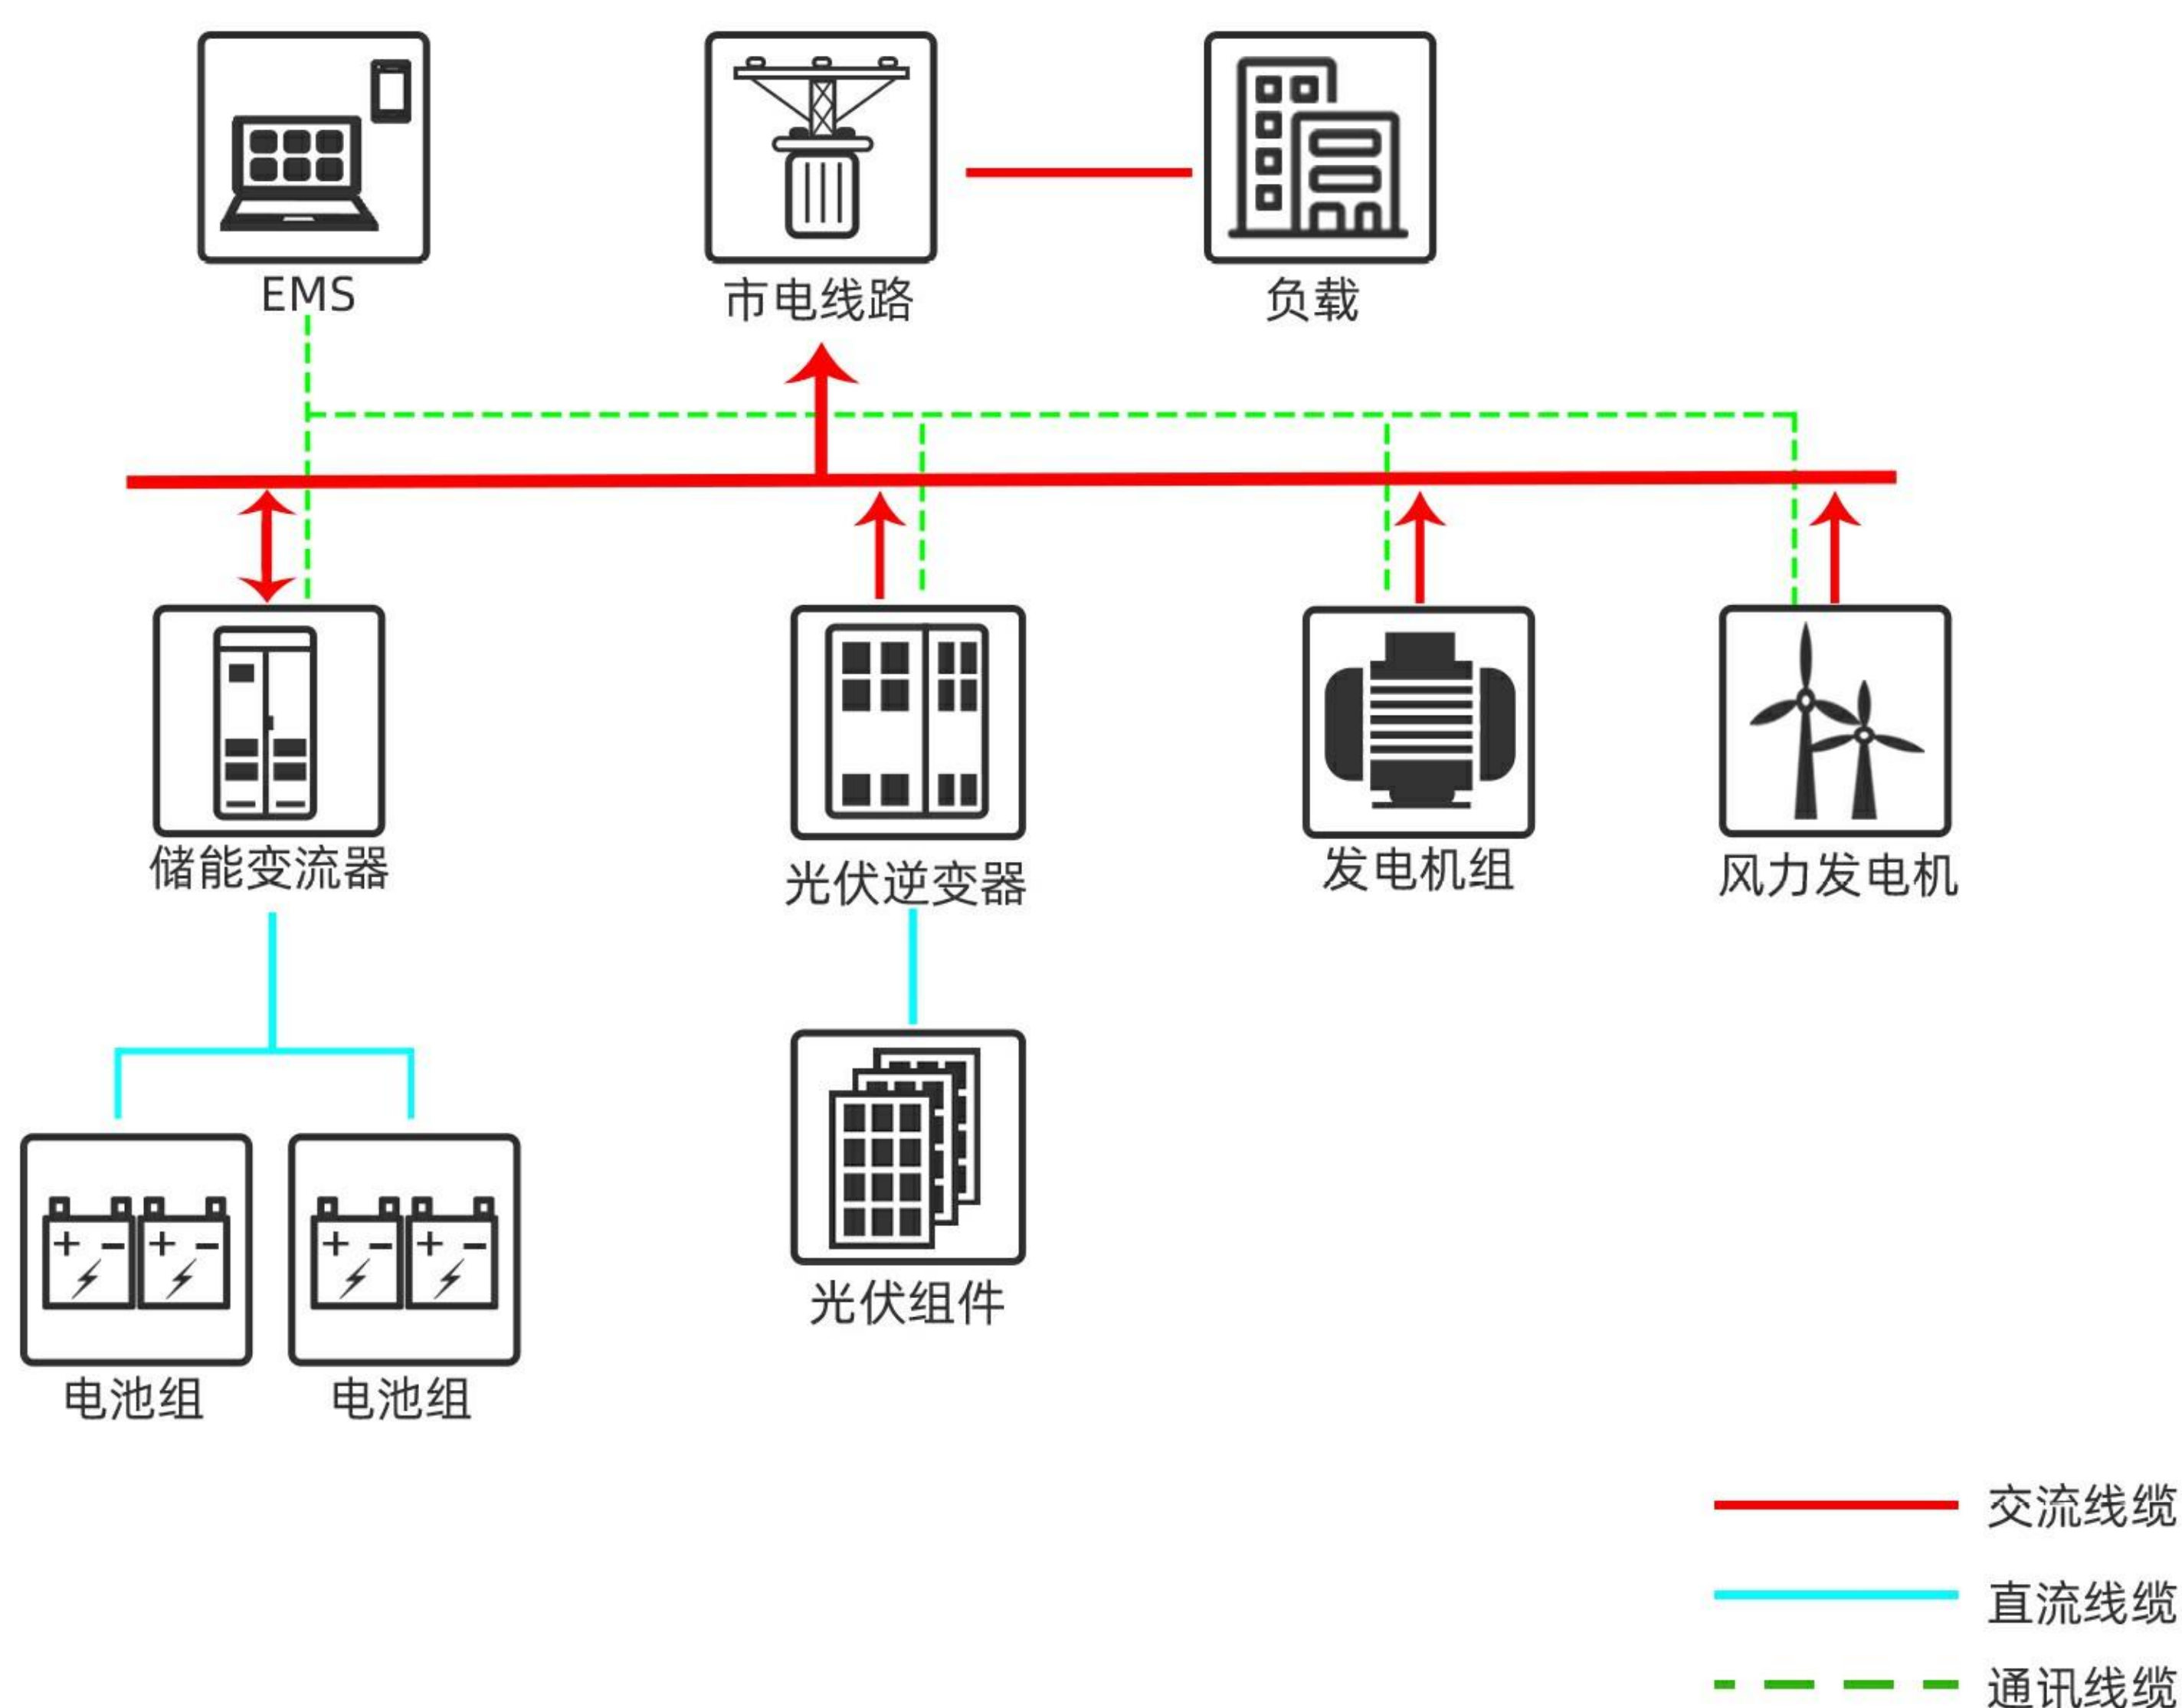 EMS
市电线路
负载
储能变流器
光伏逆变器
发电机组
风力发电机
光伏组件
电池组
电池组
交流线缆
直流线缆
通讯线缆